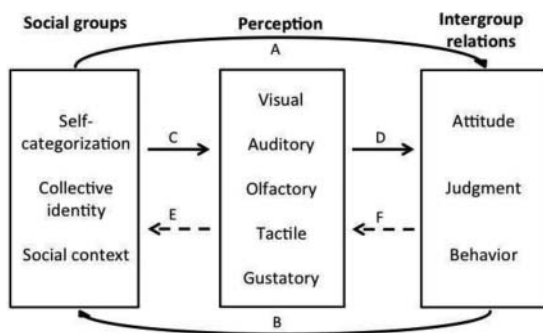 Social groups
Perception
Intergroup
relations
A
Self-
categorization
Collective
identity
Social context
C
E
Visual
Auditory
Olfactory
Tactile
Gustatory
D
F
Attitude
Judgment
Behavior
B